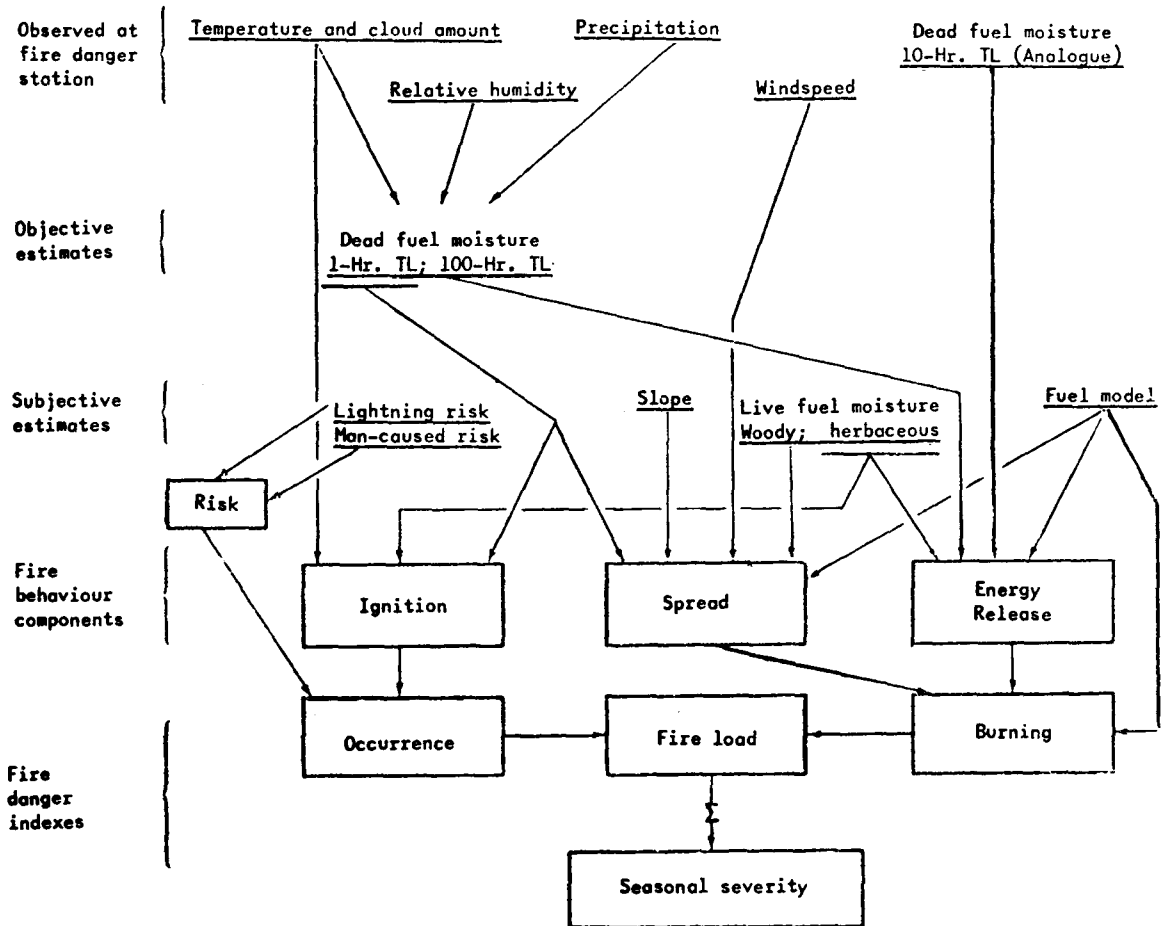 Observed at
fire danger
station
Temperature and cloud amount
Precipitation
Dead fuel moisture
10-Hr. TL (Analogue)
Relative humidity
Windspeed
Objective
estimates
Dead fuel moisture
1-Hr. TL; 100-Hr. TL
Subjective
estimates
Lightning risk
Man-caused risk
Slope
Live fuel moisture
Woody; herbaceous
Fuel model
Risk
Fire
behaviour
components
Ignition
Spread
Energy
Release
Occurrence
Fire load
Burning
Fire
danger
indexes
Σ
Seasonal severity